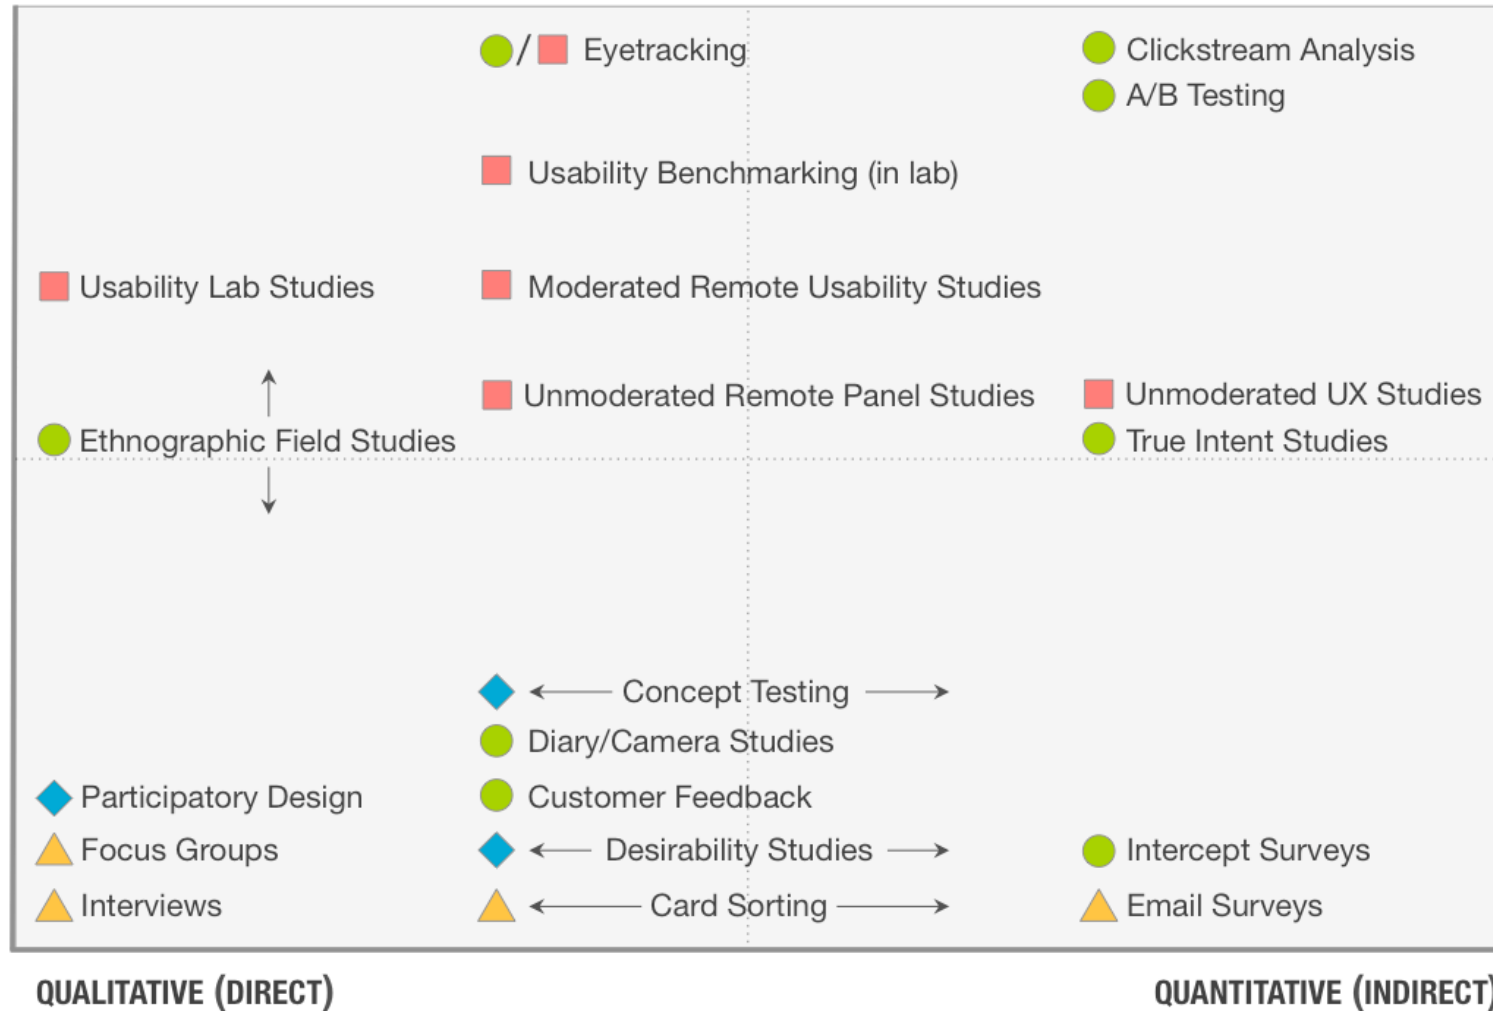 / Eyetracking
Clickstream Analysis
A/B Testing
Usability Benchmarking (in lab)
Usability Lab Studies
Moderated Remote Usability Studies
Unmoderated Remote Panel Studies
Unmoderated UX Studies
Ethnographic Field Studies
True Intent Studies
Concept Testing
Diary/Camera Studies
Participatory Design
Customer Feedback
Focus Groups
Desirability Studies
Intercept Surveys
Interviews
Card Sorting
Email Surveys
QUALITATIVE (DIRECT)
QUANTITATIVE (INDIRECT)